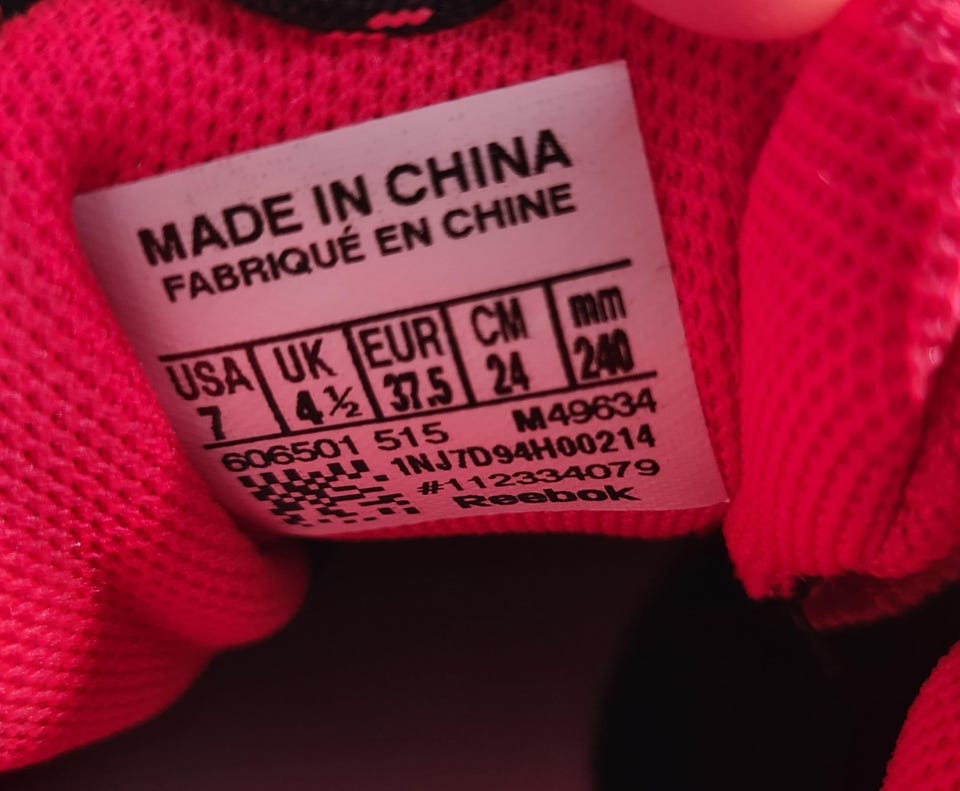 MADE IN CHINA
FABRIQUÉ EN CHINE
USA UK EUR CM mm
7 4½ 37.5 24 240
606501 515 M49634
1NJ7D94H00214
#112334079
Reebok